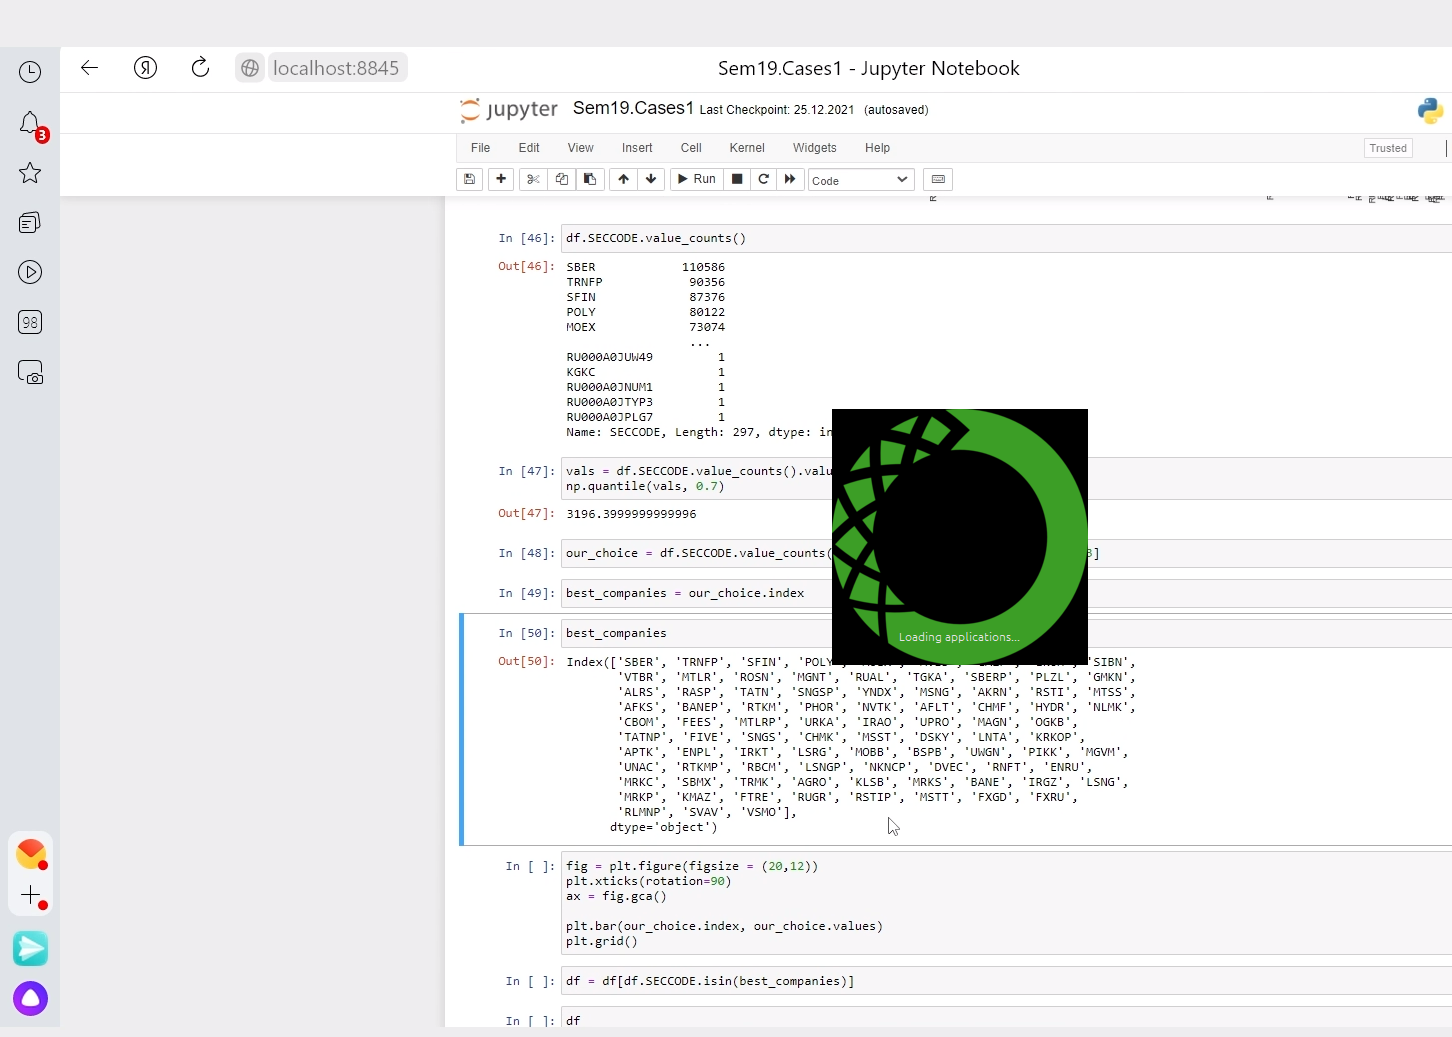 localhost:8845
Sem19.Cases1 - Jupyter Notebook
3
98
jupyter Sem19.Cases1 Last Checkpoint: 25.12.2021 (autosaved)
File Edit View Insert Cell Kernel Widgets Help Trusted
Run Code
In [46]: df.SECCODE.value_counts()
Out[46]: SBER 110586
TRNFP 90356
SFIN 87376
POLY 80122
MOEX 73074
...
RU000A0JUW49 1
KGKC 1
RU000A0JNUM1 1
RU000A0JTYP3 1
RU000A0JPLG7 1
Name: SECCODE, Length: 297, dtype: in
In [47]: vals = df.SECCODE.value_counts().valu
np.quantile(vals, 0.7)
Out[47]: 3196.3999999999996
In [48]: our_choice = df.SECCODE.value_counts(
In [49]: best_companies = our_choice.index
In [50]: best_companies
Loading applications...
Out[50]: Index(['SBER', 'TRNFP', 'SFIN', 'POLY 'SIBN',
'VTBR', 'MTLR', 'ROSN', 'MGNT', 'RUAL', 'TGKA', 'SBERP', 'PLZL', 'GMKN',
'ALRS', 'RASP', 'TATN', 'SNGSP', 'YNDX', 'MSNG', 'AKRN', 'RSTI', 'MTSS',
'AFKS', 'BANEP', 'RTKM', 'PHOR', 'NVTK', 'AFLT', 'CHMF', 'HYDR', 'NLMK',
'CBOM', 'FEES', 'MTLRP', 'URKA', 'IRAO', 'UPRO', 'MAGN', 'OGKB',
'TATNP', 'FIVE', 'SNGS', 'CHMK', 'MSST', 'DSKY', 'LNTA', 'KRKOP',
'APTK', 'ENPL', 'IRKT', 'LSRG', 'MOBB', 'BSPB', 'UWGN', 'PIKK', 'MGVM',
'UNAC', 'RTKMP', 'RBCM', 'LSNGP', 'NKNCP', 'DVEC', 'RNFT', 'ENRU',
'MRKC', 'SBMX', 'TRMK', 'AGRO', 'KLSB', 'MRKS', 'BANE', 'IRGZ', 'LSNG',
'MRKP', 'KMAZ', 'FTRE', 'RUGR', 'RSTIP', 'MSTT', 'FXGD', 'FXRU',
'RLMNP', 'SVAV', 'VSMO'],
dtype='object')
In [ ]: fig = plt.figure(figsize = (20,12))
plt.xticks(rotation=90)
ax = fig.gca()
plt.bar(our_choice.index, our_choice.values)
plt.grid()
In [ ]: df = df[df.SECCODE.isin(best_companies)]
In [ ]: df